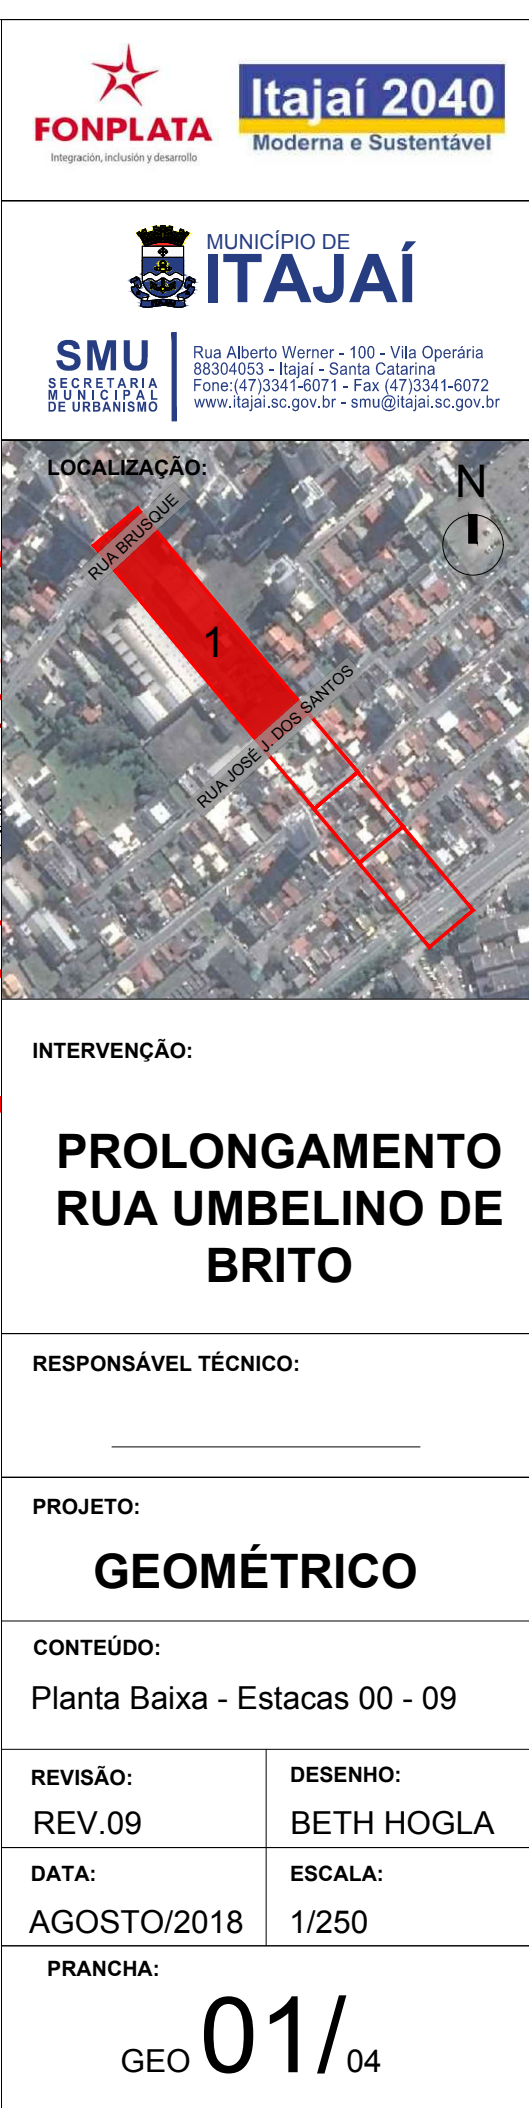 FONPLATA
Integración, inclusión y desarrollo
Itajaí 2040
Moderna e Sustentável
MUNICÍPIO DE
ITAJAÍ
SMU
SECRETARIA
MUNICIPAL
DE URBANISMO
Rua Alberto Werner - 100 - Vila Operária
88304053 - Itajaí - Santa Catarina
Fone:(47)3341-6071 - Fax (47)3341-6072
www.itajai.sc.gov.br - smu@itajai.sc.gov.br
LOCALIZAÇÃO:
N
RUA BRUSQUE
1
RUA JOSÉ J. DOS SANTOS
INTERVENÇÃO:
PROLONGAMENTO
RUA UMBELINO DE
BRITO
RESPONSÁVEL TÉCNICO:
PROJETO:
GEOMÉTRICO
CONTEÚDO:
Planta Baixa - Estacas 00 - 09
REVISÃO:
REV.09
DESENHO:
BETH HOGLA
DATA:
AGOSTO/2018
ESCALA:
1/250
PRANCHA:
GEO 01/04